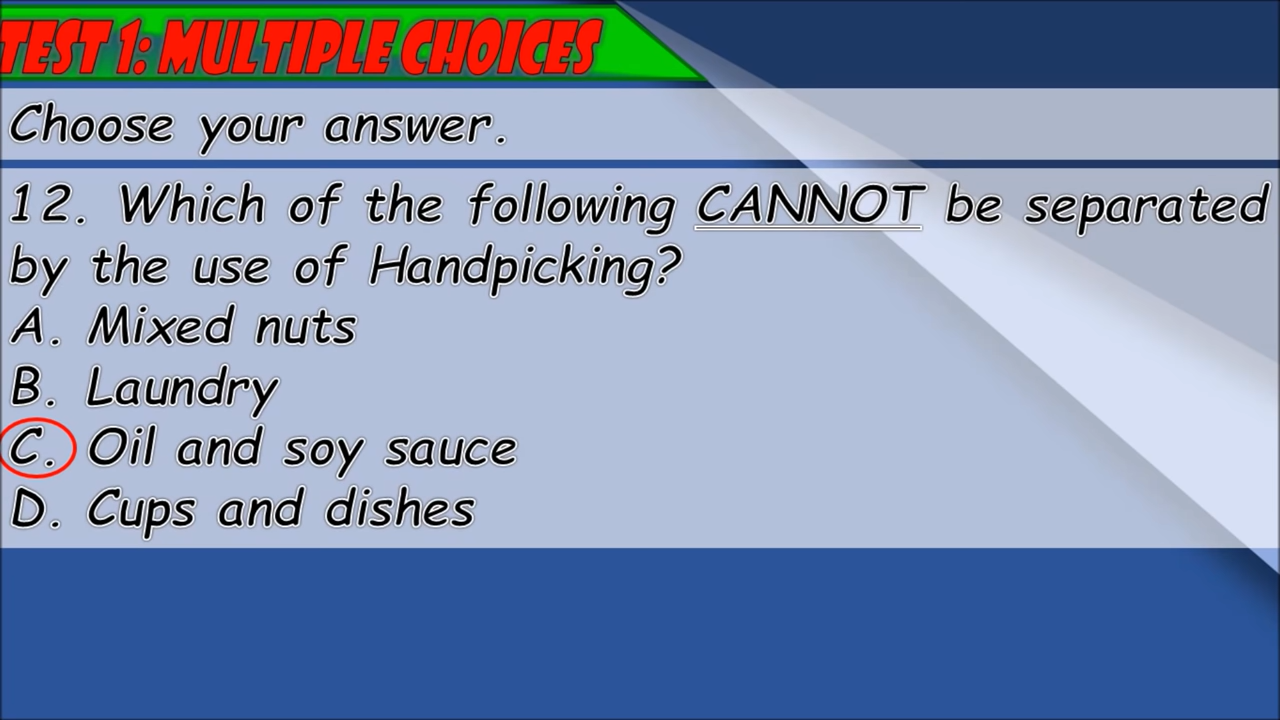 TEST 1: MULTIPLE CHOICES
Choose your answer.
12. Which of the following CANNOT be separated
by the use of Handpicking?
A. Mixed nuts
B. Laundry
C. Oil and soy sauce
D. Cups and dishes